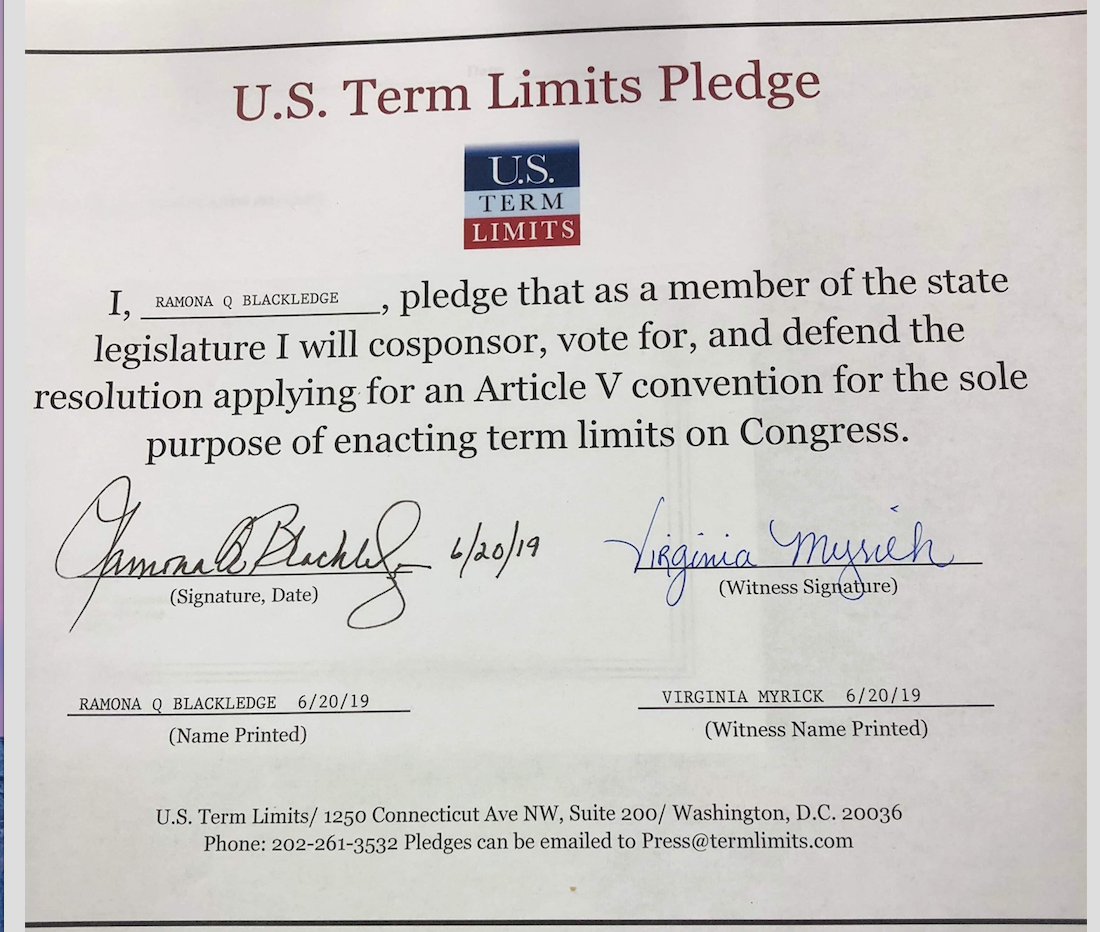 U.S. Term Limits Pledge
U.S.
TERM
LIMITS
I, RAMONA Q BLACKLEDGE, pledge that as a member of the state
legislature I will cosponsor, vote for, and defend the
resolution applying for an Article V convention for the sole
purpose of enacting term limits on Congress.
Ramona Q Blackledge 6/20/19
Virginia Myrick
(Signature, Date)
(Witness Signature)
RAMONA Q BLACKLEDGE 6/20/19
VIRGINIA MYRICK 6/20/19
(Name Printed)
(Witness Name Printed)
U.S. Term Limits/ 1250 Connecticut Ave NW, Suite 200/ Washington, D.C. 20036
Phone: 202-261-3532 Pledges can be emailed to Press@termlimits.com